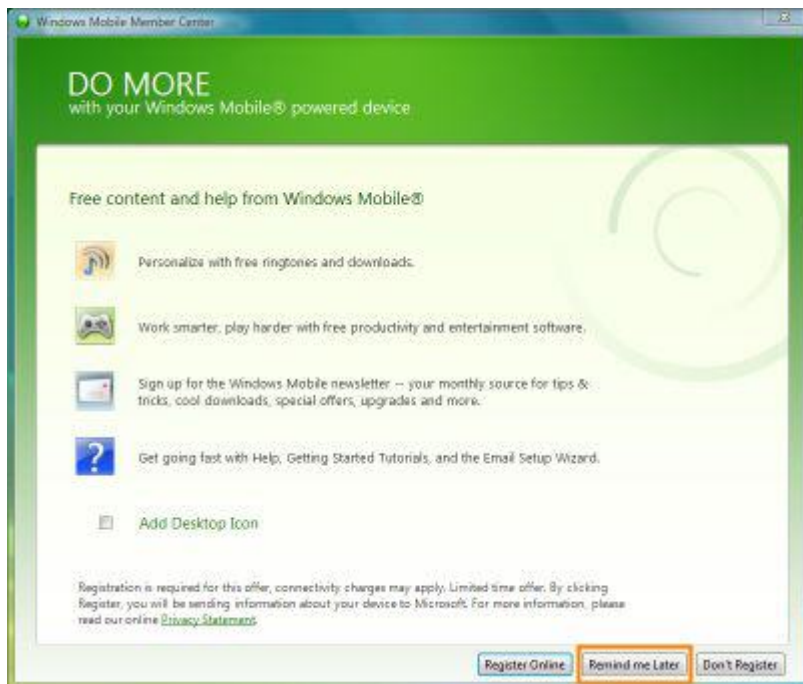 Windows Mobile Member Center
DO MORE
with your Windows Mobile® powered device
Free content and help from Windows Mobile®
Personalize with free ringtones and downloads.
Work smarter, play harder with free productivity and entertainment software.
Sign up for the Windows Mobile newsletter -- your monthly source for tips &
tricks, cool downloads, special offers, upgrades and more.
Get going fast with Help, Getting Started Tutorials, and the Email Setup Wizard.
Add Desktop Icon
Registration is required for this offer, connectivity charges may apply. Limited time offer. By clicking
Register, you will be sending information about your device to Microsoft. For more information, please
read our online Privacy Statement.
Register Online Remind me Later Don't Register